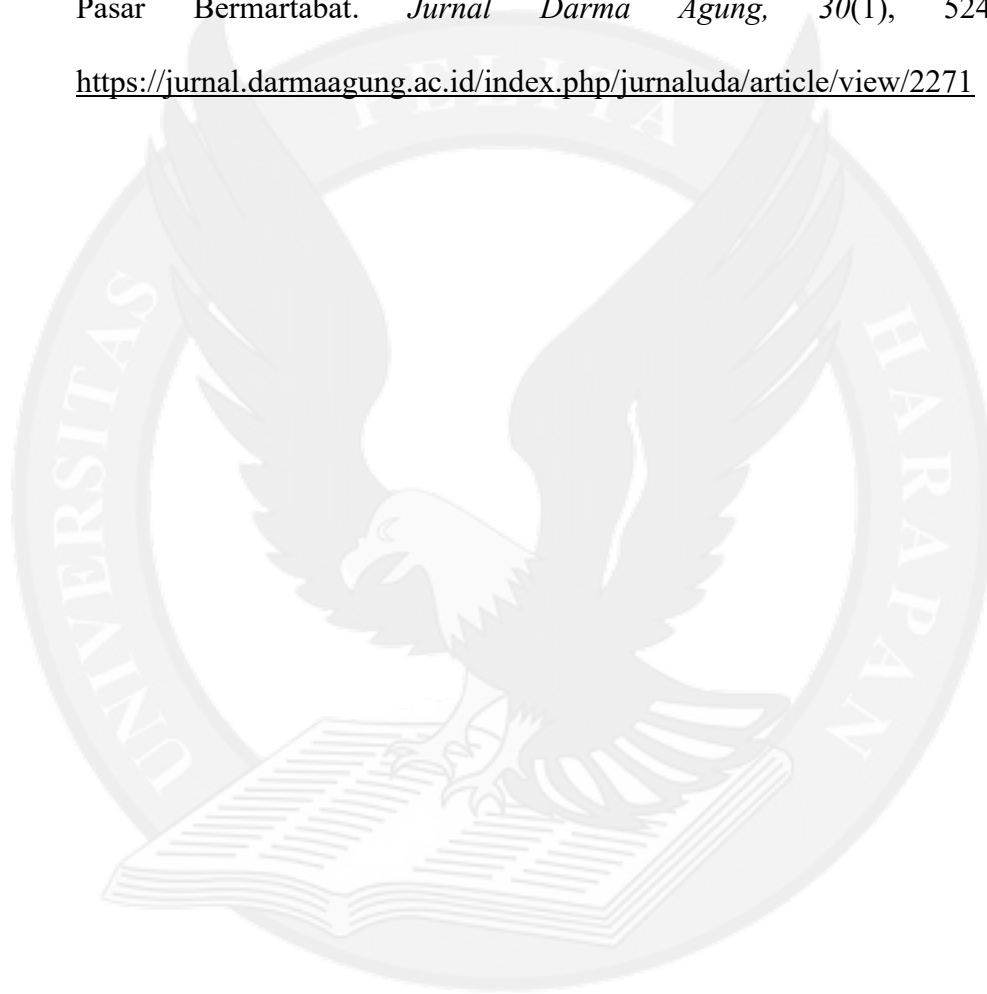 Pasar Bermartabat. Jurnal Darma Agung, 30(1), 524
https://jurnal.darmaagung.ac.id/index.php/jurnaluda/article/view/2271
UNIVERSITAS PELITA HARAPAN